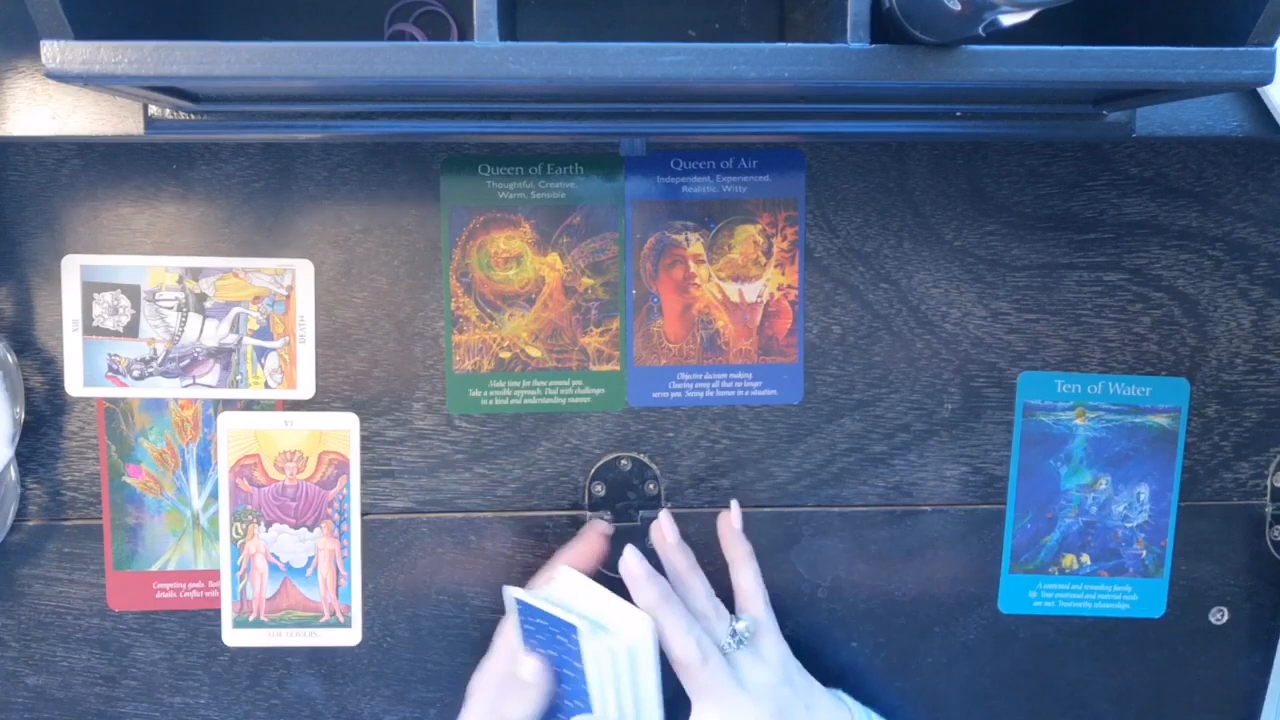 Queen of Earth
Thoughtful, Creative,
Warm, Sensible
Make time for those around you.
Take a sensible approach. Deal with challenges
in a kind and understanding manner.
Queen of Air
Independent, Experienced,
Realistic, Witty
Objective decision making.
Clearing away all that no longer
serves you. Seeing the humor in a situation.
XIII
DEATH
Competing goals.
details. Conflict with
VI
THE LOVERS.
Ten of Water
A contented and rewarding family
life. Your emotional and material needs
are met. Trustworthy relationships.